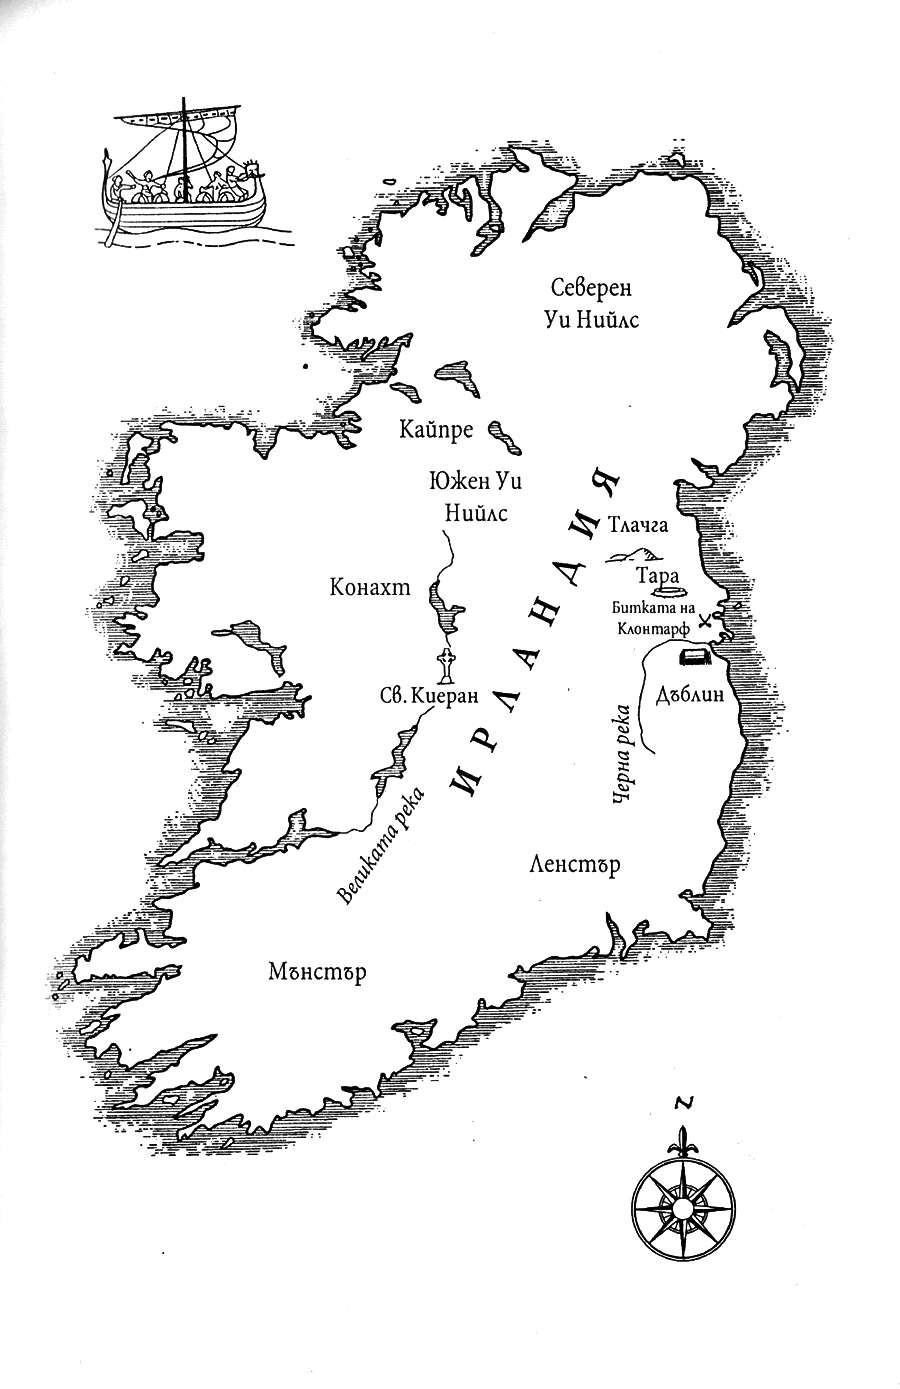 Северен
Уи Нийлс
Кайпре
Южен Уи
Нийлс
ИРЛАНДИЯ
Тлачга
Тара
Битката на
Клонтарф
Конахт
Св. Киеран
Дъблин
Черна река
Великата река
Ленстър
Мънстър
N